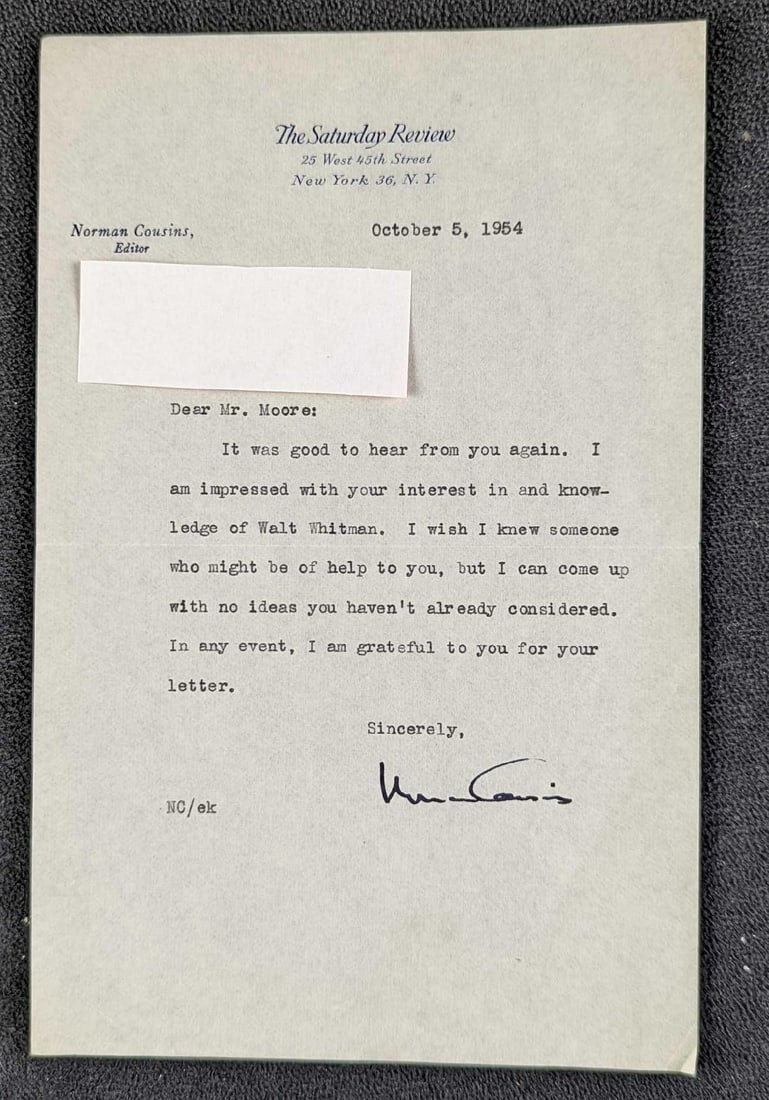 The Saturday Review
25 West 45th Street
New York 36, N. Y.
Norman Cousins,
Editor
October 5, 1954
Dear Mr. Moore:
It was good to hear from you again. I
am impressed with your interest in and know-
ledge of Walt Whitman. I wish I knew someone
who might be of help to you, but I can come up
with no ideas you haven't already considered.
In any event, I am grateful to you for your
letter.
Sincerely,
Norman Cousins
NC/ek